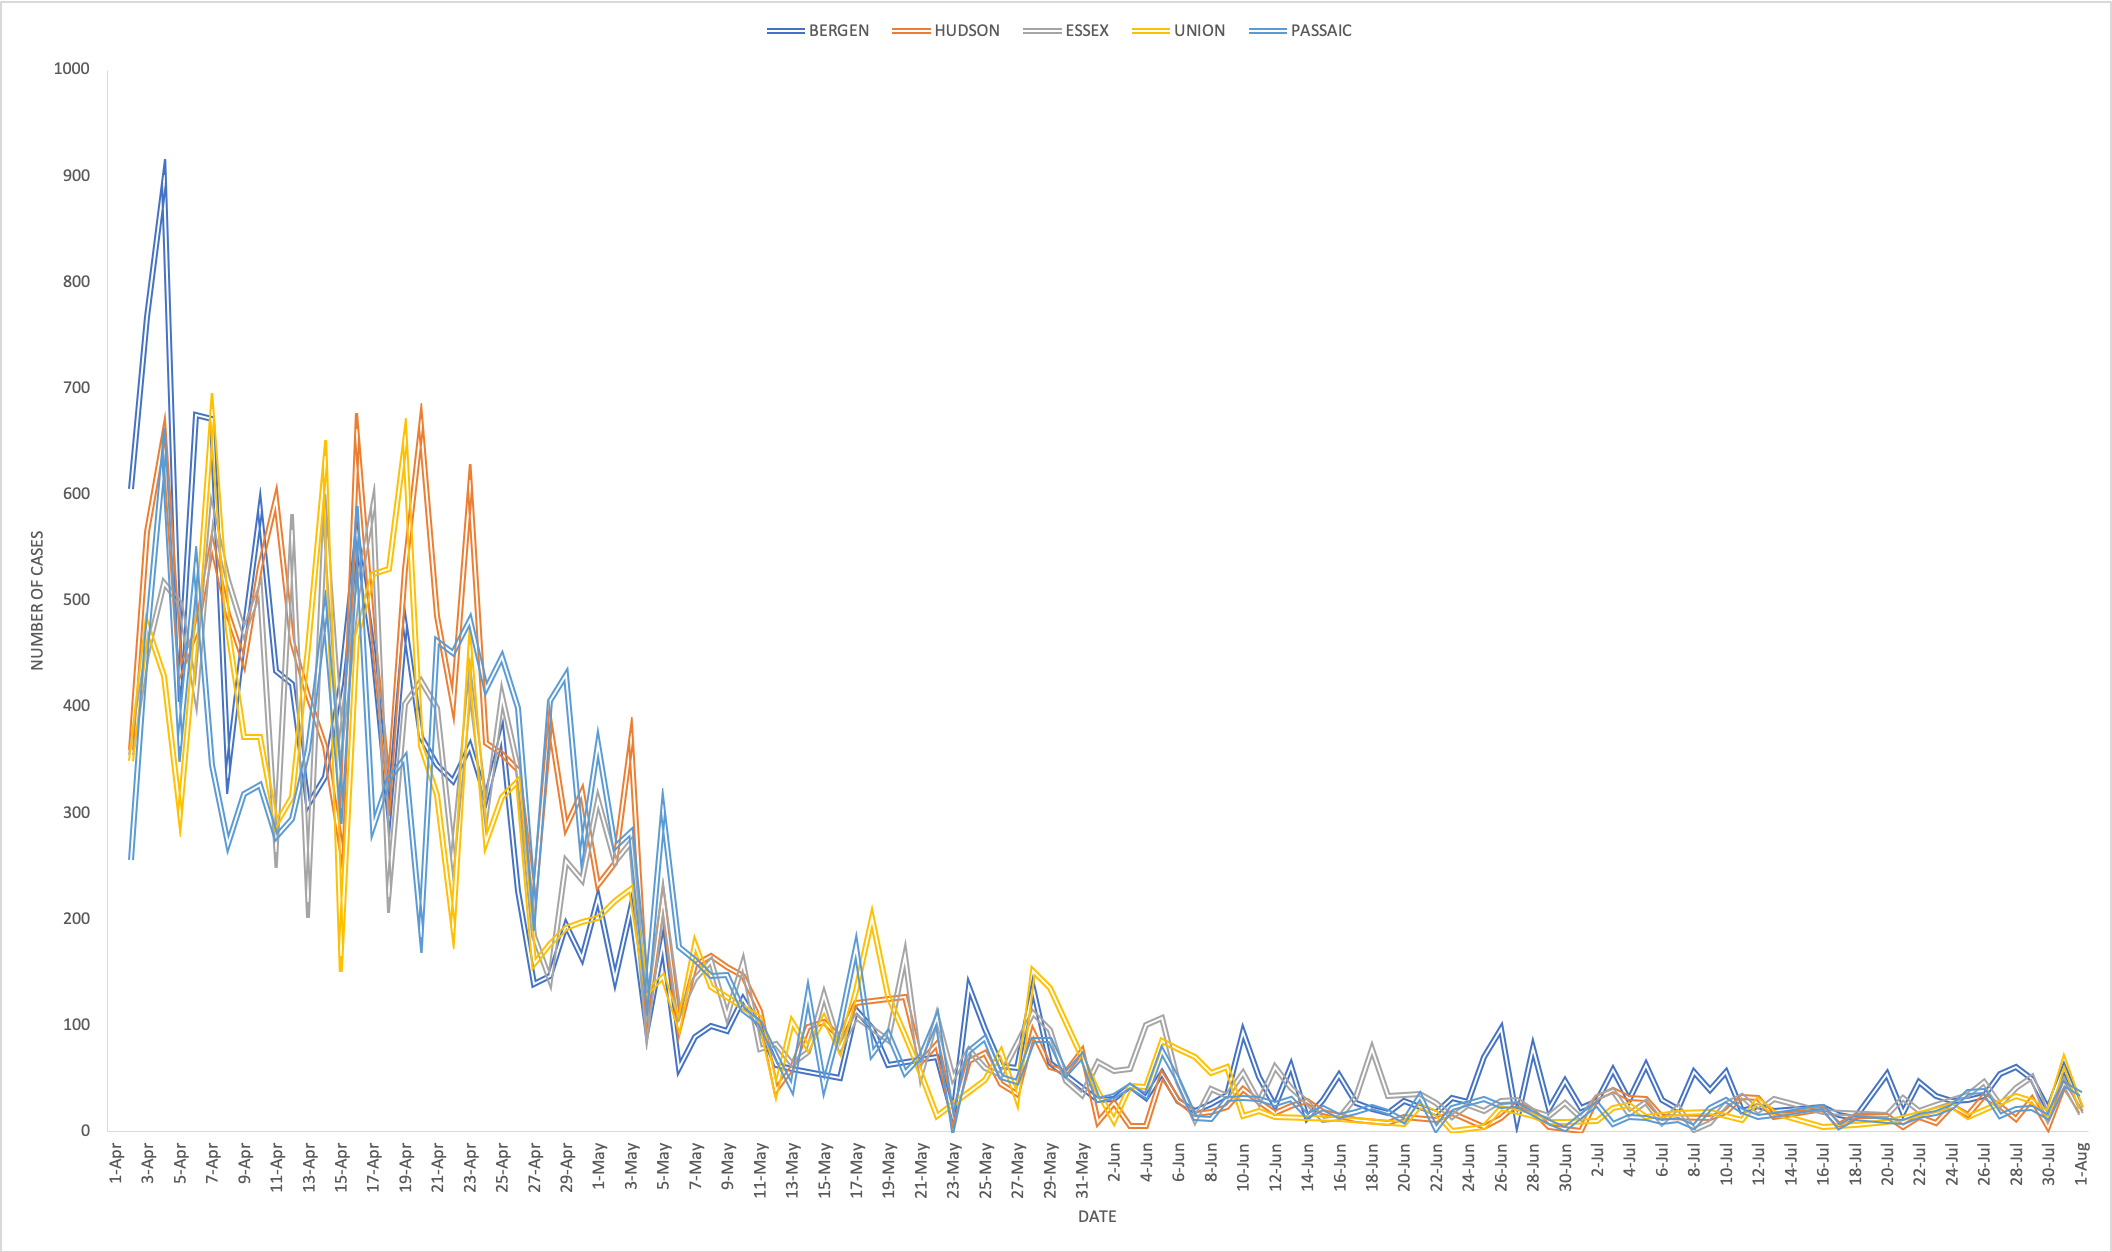 BERGEN HUDSON ESSEX UNION PASSAIC
1000
900
800
700
600
500
400
300
200
100
0
NUMBER OF CASES
1-Apr 3-Apr 5-Apr 7-Apr 9-Apr 11-Apr 13-Apr 15-Apr 17-Apr 19-Apr 21-Apr 23-Apr 25-Apr 27-Apr 29-Apr 1-May 3-May 5-May 7-May 9-May 11-May 13-May 15-May 17-May 19-May 21-May 23-May 25-May 27-May 29-May 31-May 2-Jun 4-Jun 6-Jun 8-Jun 10-Jun 12-Jun 14-Jun 16-Jun 18-Jun 20-Jun 22-Jun 24-Jun 26-Jun 28-Jun 30-Jun 2-Jul 4-Jul 6-Jul 8-Jul 10-Jul 12-Jul 14-Jul 16-Jul 18-Jul 20-Jul 22-Jul 24-Jul 26-Jul 28-Jul 30-Jul 1-Aug
DATE